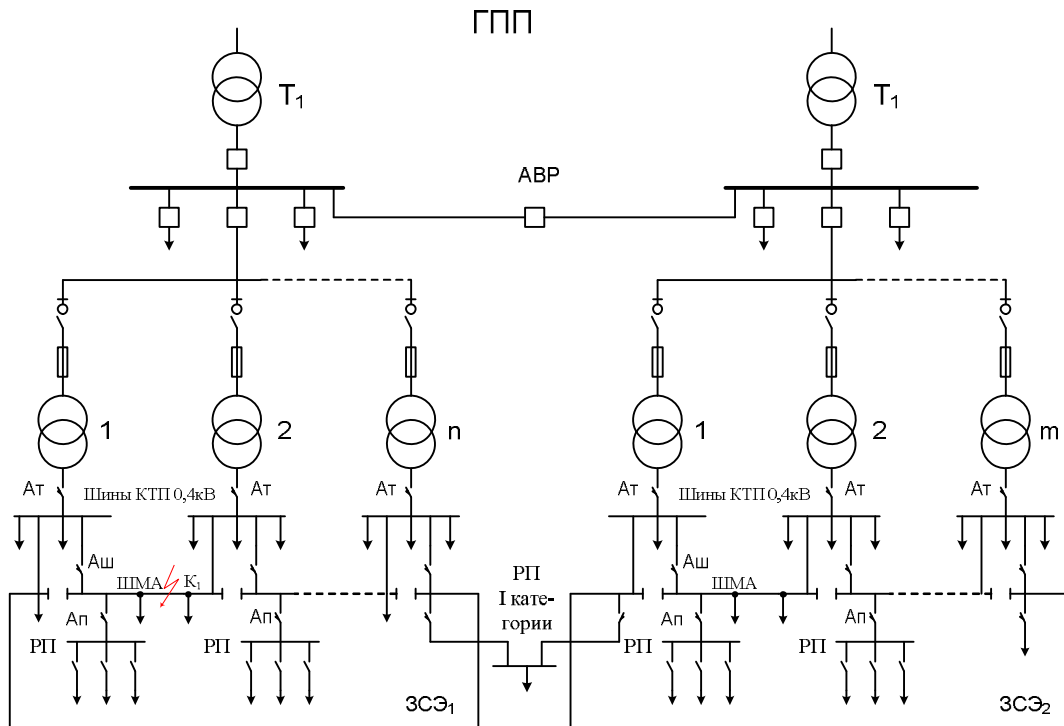 ГПП
Т₁
Т₁
АВР
1
2
n
1
2
m
Ат
Шины КТП 0,4кВ
Ат
Ат
Ат
Шины КТП 0,4кВ
Ат
Ат
Аш
Аш
ШМА
К₁
РП
I кате-
гории
ШМА
Ап
Ап
Ап
Ап
РП
РП
РП
РП
ЗСЭ₁
ЗСЭ₂